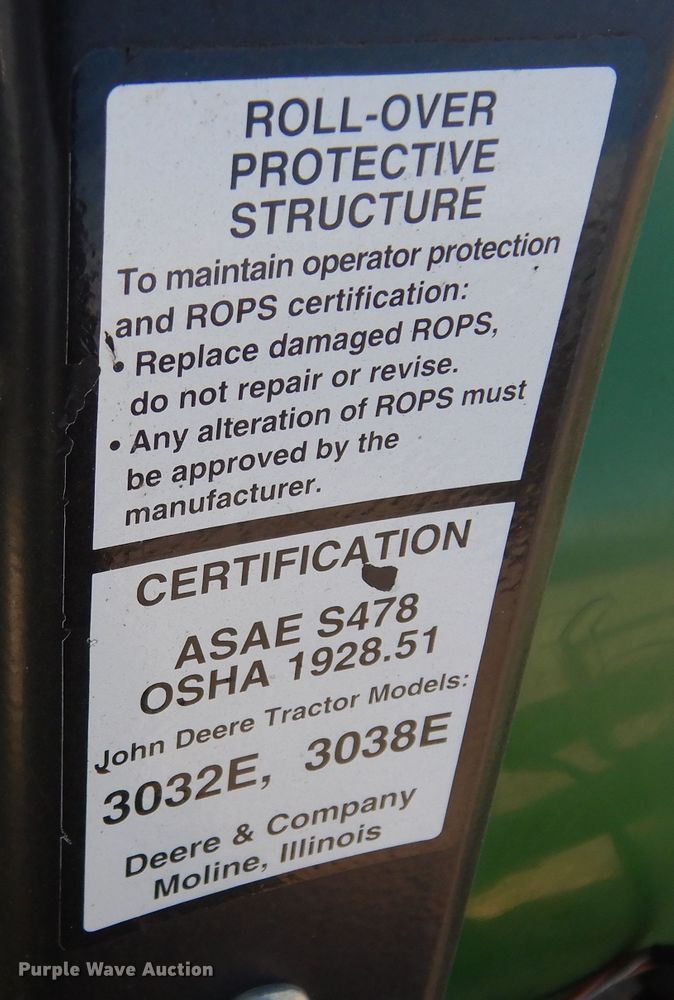 ROLL-OVER
PROTECTIVE
STRUCTURE
To maintain operator protection
and ROPS certification:
• Replace damaged ROPS,
do not repair or revise.
• Any alteration of ROPS must
be approved by the
manufacturer.
CERTIFICATION
ASAE S478
OSHA 1928.51
John Deere Tractor Models:
3032E, 3038E
Deere & Company
Moline, Illinois
Purple Wave Auction